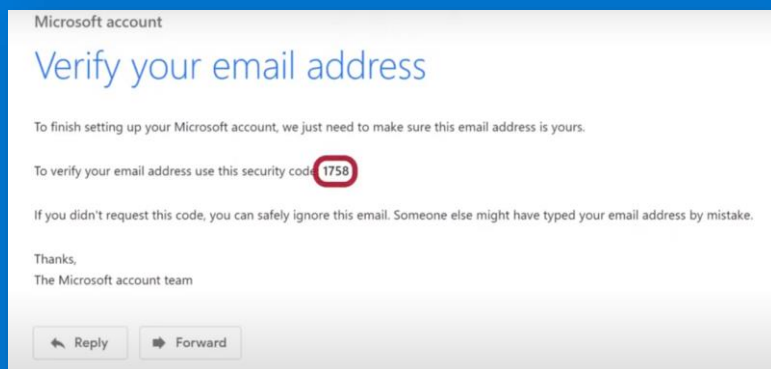 Microsoft account
Verify your email address
To finish setting up your Microsoft account, we just need to make sure this email address is yours.
To verify your email address use this security code 1758
If you didn't request this code, you can safely ignore this email. Someone else might have typed your email address by mistake.
Thanks,
The Microsoft account team
Reply Forward